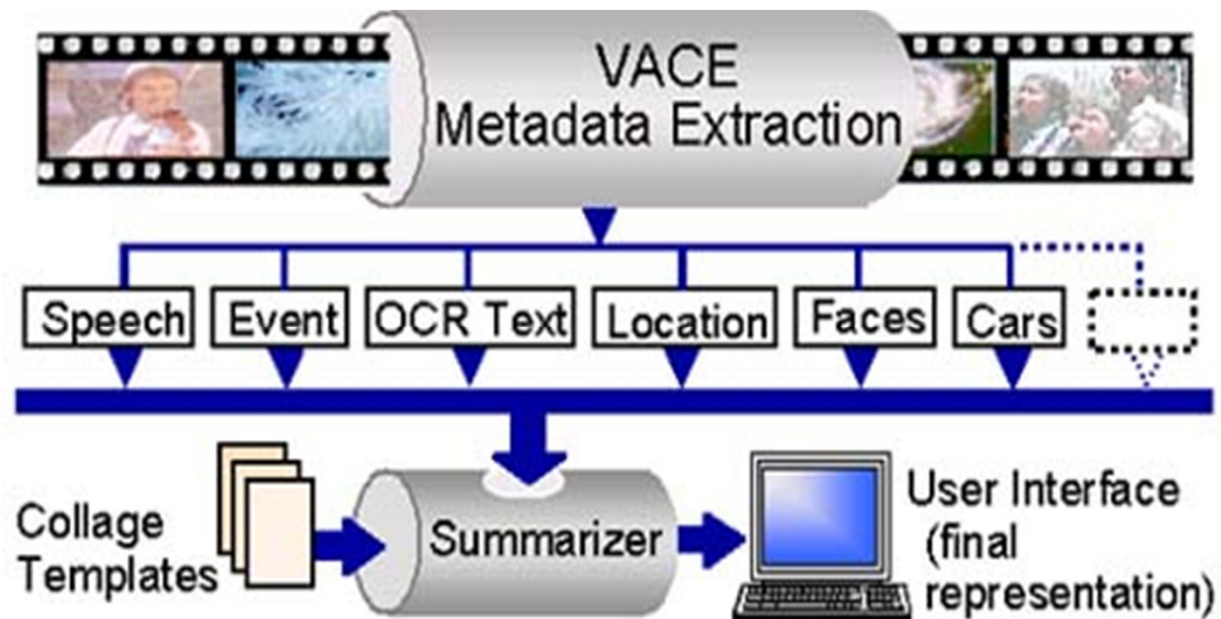 VACE
Metadata Extraction
Speech
Event
OCR Text
Location
Faces
Cars
Collage
Templates
Summarizer
User Interface
(final
representation)